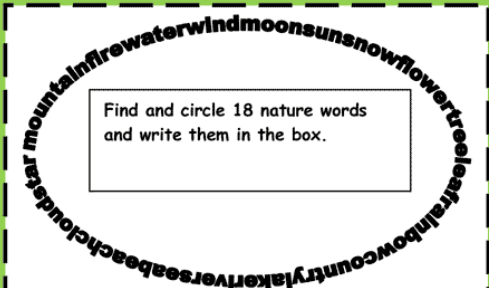 mountainfirewaterwindmoonsunsnowflowertreeleafrainbowcountrylakeriverseabeachcloudstar
Find and circle 18 nature words
and write them in the box.